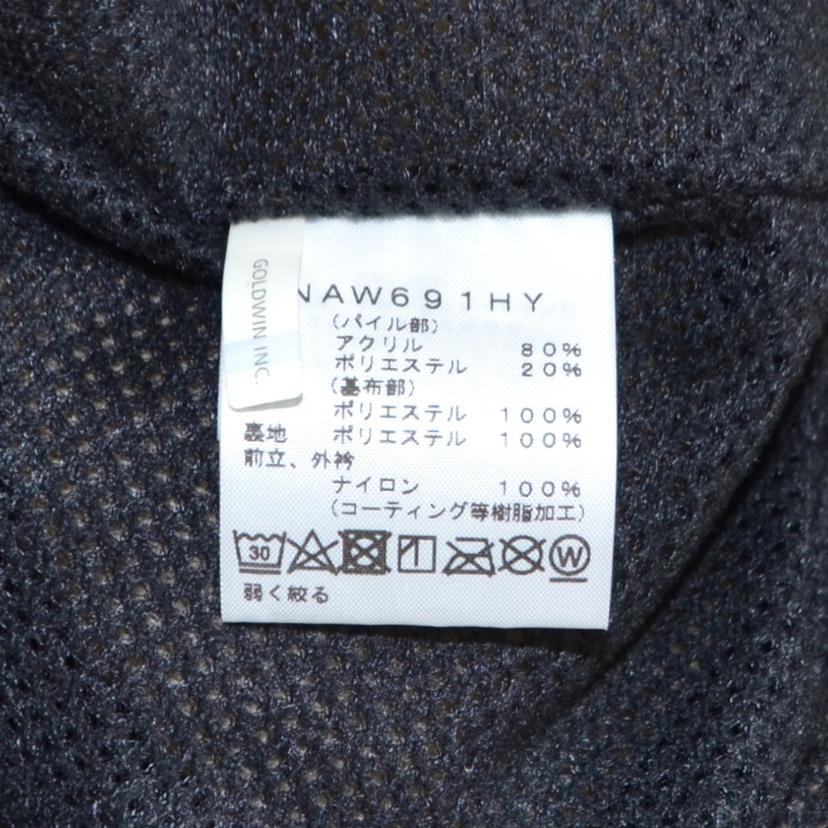 GOLDWIN INC.
NAW691HY
(パイル部)
アクリル 80%
ポリエステル 20%
(基布部)
ポリエステル 100%
裏地 ポリエステル 100%
前立、外衿
ナイロン 100%
(コーティング等樹脂加工)
30 W
弱く絞る